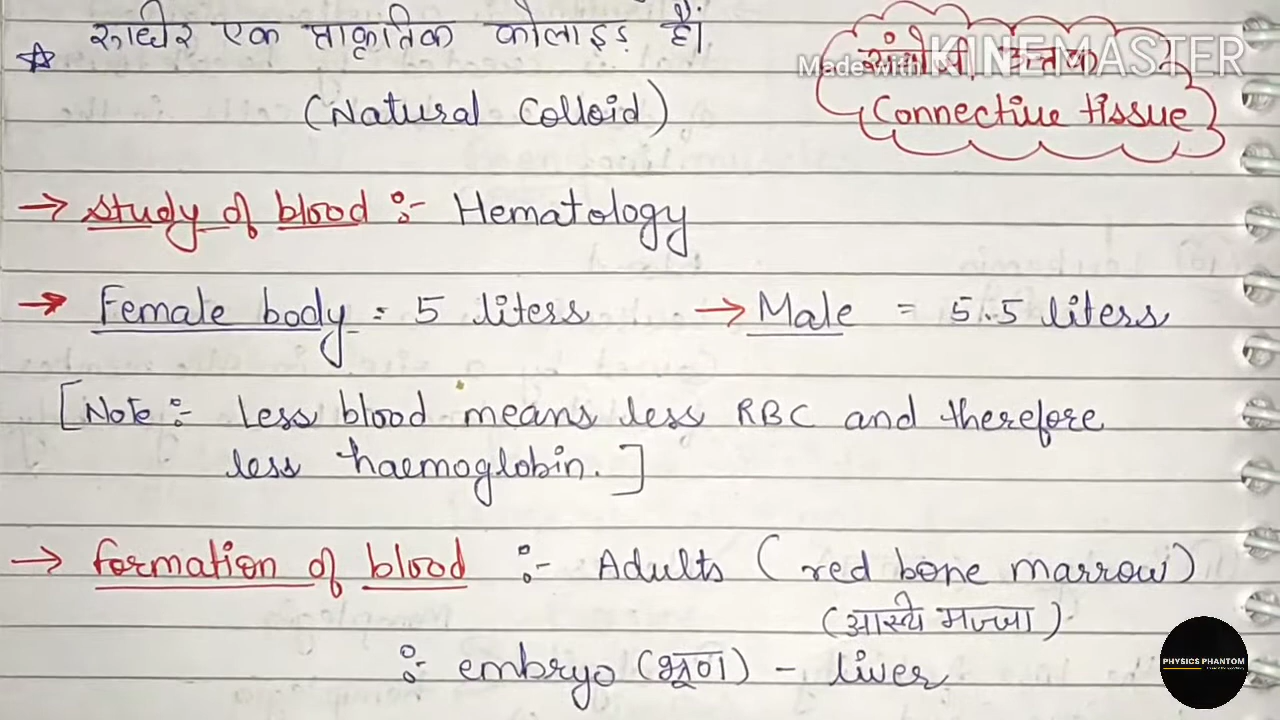 ☆ रूधीर एक प्राकृतिक कोलाइड़ है।
(Natural Colloid)
संयोजी उत्तक
Connective tissue
Made with KINEMASTER
→ Study of blood :- Hematology
→ Female body = 5 liters → Male = 5.5 liters
[Note :- Less blood means less RBC and therefore
less haemoglobin.]
→ formation of blood :- Adults (red bone marrow)
(अस्थि मज्जा)
:- embryo (भ्रूण) - liver
PHYSICS PHANTOM